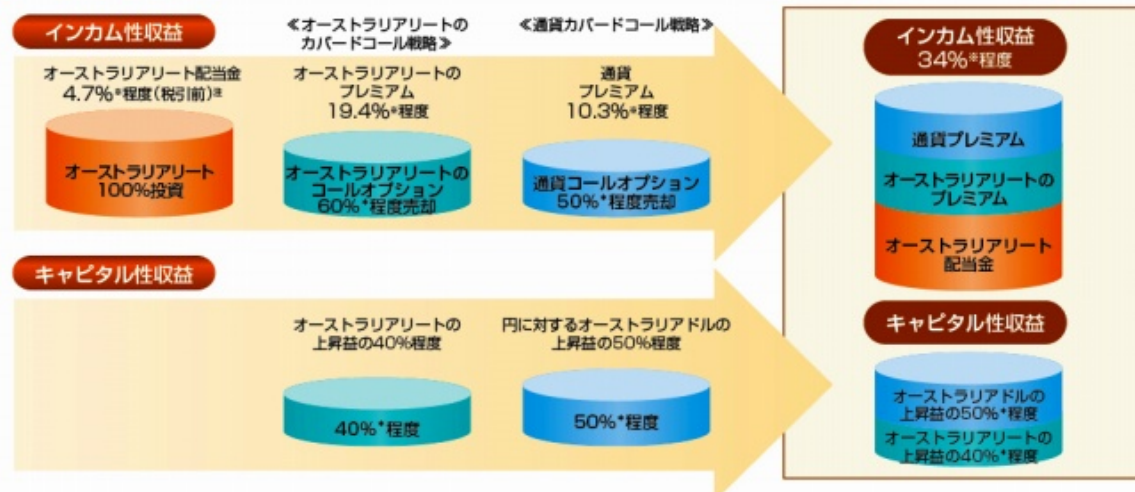 インカム性収益
≪オーストラリアリートの
カバードコール戦略≫
≪通貨カバードコール戦略≫
オーストラリアリート配当金
4.7%*程度(税引前)注
オーストラリアリートの
プレミアム
19.4%*程度
通貨
プレミアム
10.3%*程度
オーストラリアリート
100%投資
オーストラリアリートの
コールオプション
60%*程度売却
通貨コールオプション
50%*程度売却
キャピタル性収益
オーストラリアリートの
上昇益の40%程度
円に対するオーストラリアドルの
上昇益の50%程度
40%*程度
50%*程度
インカム性収益
34%*程度
通貨プレミアム
オーストラリアリートの
プレミアム
オーストラリアリート
配当金
キャピタル性収益
オーストラリアドルの
上昇益の50%*程度
オーストラリアリートの
上昇益の40%*程度